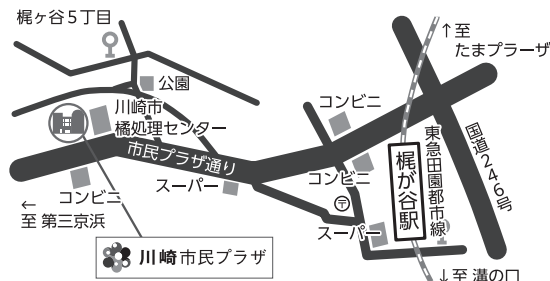 梶ヶ谷5丁目
↑至
たまプラーザ
公園
川崎市
橘処理センター
コンビニ
市民プラザ通り
コンビニ
スーパー
コンビニ
梶が谷駅
東急田園都市線
国道246号
←
至 第三京浜
スーパー
川崎市民プラザ
↓至 溝の口